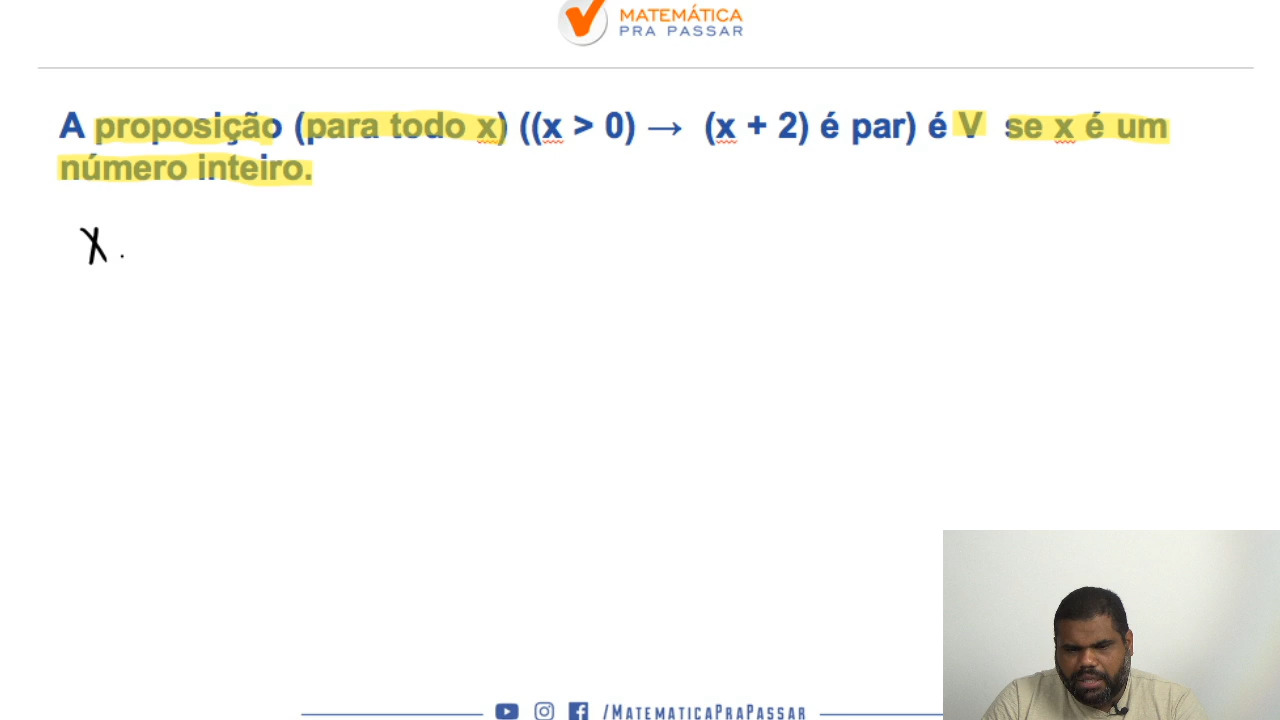 MATEMÁTICA
PRA PASSAR
A proposição (para todo x) ((x > 0) → (x + 2) é par) é V se x é um
número inteiro.
x .
/MATEMATICAPRAPASSAR